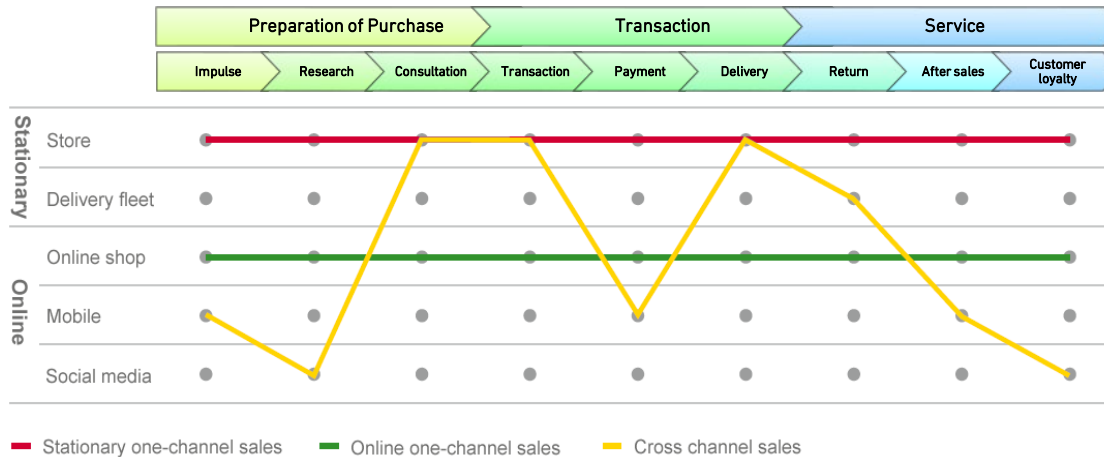 Preparation of Purchase
Transaction
Service
Impulse
Research
Consultation
Transaction
Payment
Delivery
Return
After sales
Customer
loyalty
Stationary
Store
Delivery fleet
Online
Online shop
Mobile
Social media
Stationary one-channel sales
Online one-channel sales
Cross channel sales